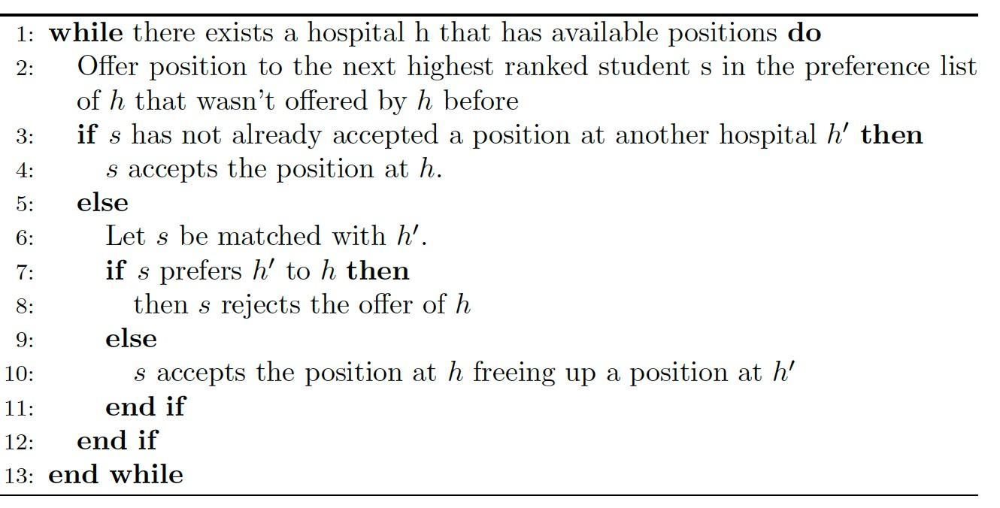 1: while there exists a hospital h that has available positions do
2: Offer position to the next highest ranked student s in the preference list
of h that wasn't offered by h before
3: if s has not already accepted a position at another hospital h′ then
4: s accepts the position at h.
5: else
6: Let s be matched with h′.
7: if s prefers h′ to h then
8: then s rejects the offer of h
9: else
10: s accepts the position at h freeing up a position at h′
11: end if
12: end if
13: end while